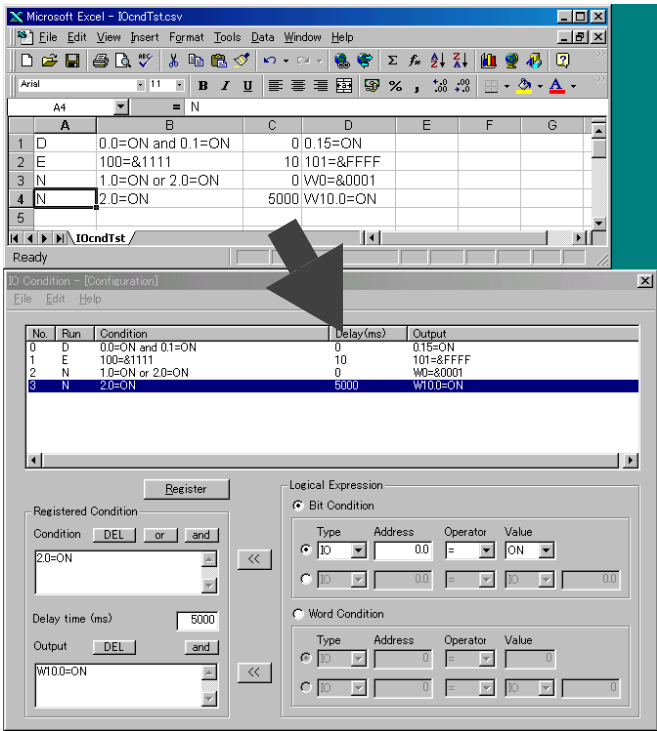 Microsoft Excel - IOcndTst.csv
File Edit View Insert Format Tools Data Window Help
Arial 11 B I U % , .00
A4 = N
A B C D E F G
1 D 0.0=ON and 0.1=ON 0 0.15=ON
2 E 100=&1111 10 101=&FFFF
3 N 1.0=ON or 2.0=ON 0 W0=&0001
4 N 2.0=ON 5000 W10.0=ON
5
IOcndTst
Ready
IO Condition - [Configuration]
File Edit Help
No. Run Condition Delay(ms) Output
0 D 0.0=ON and 0.1=ON 0 0.15=ON
1 E 100=&1111 10 101=&FFFF
2 N 1.0=ON or 2.0=ON 0 W0=&0001
3 N 2.0=ON 5000 W10.0=ON
Register
Registered Condition
Condition DEL or and
2.0=ON
<<
Delay time (ms) 5000
Output DEL and
W10.0=ON
<<
Logical Expression
Bit Condition
Type Address Operator Value
IO 0.0 = ON
IO 0.0 = IO 0.0
Word Condition
Type Address Operator Value
IO 0 = 0
IO 0 = IO 0